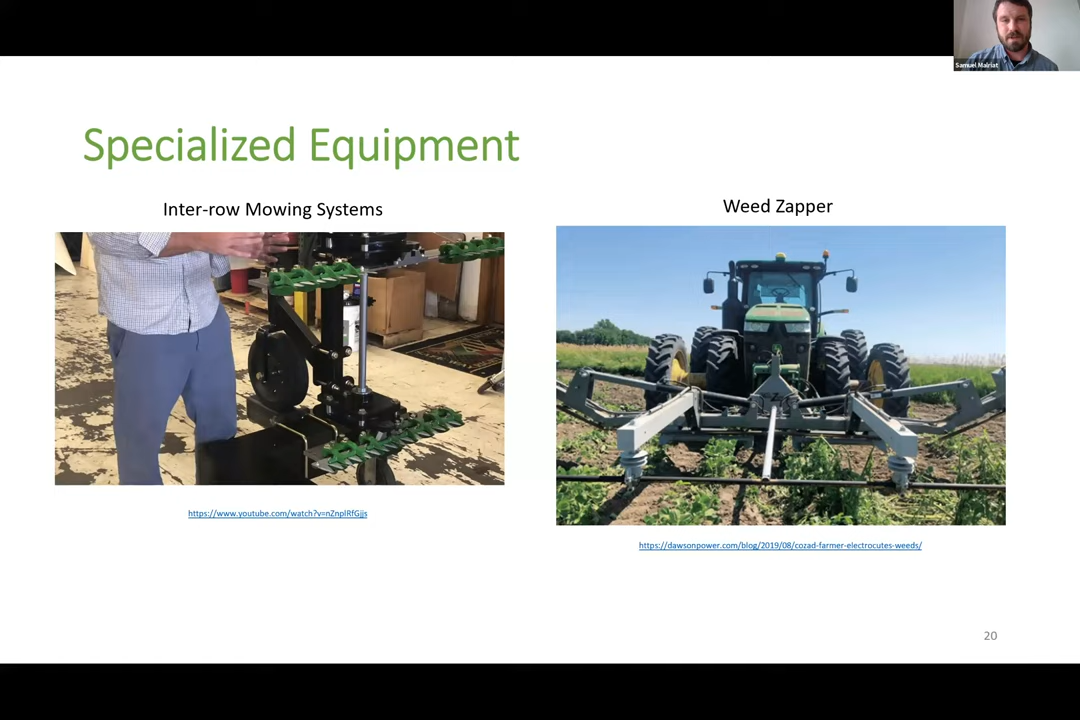 Samuel Malriat
Specialized Equipment
Inter-row Mowing Systems
Weed Zapper
https://www.youtube.com/watch?v=nZnplRfGjjs
https://dawsonpower.com/blog/2019/08/cozad-farmer-electrocutes-weeds/
20